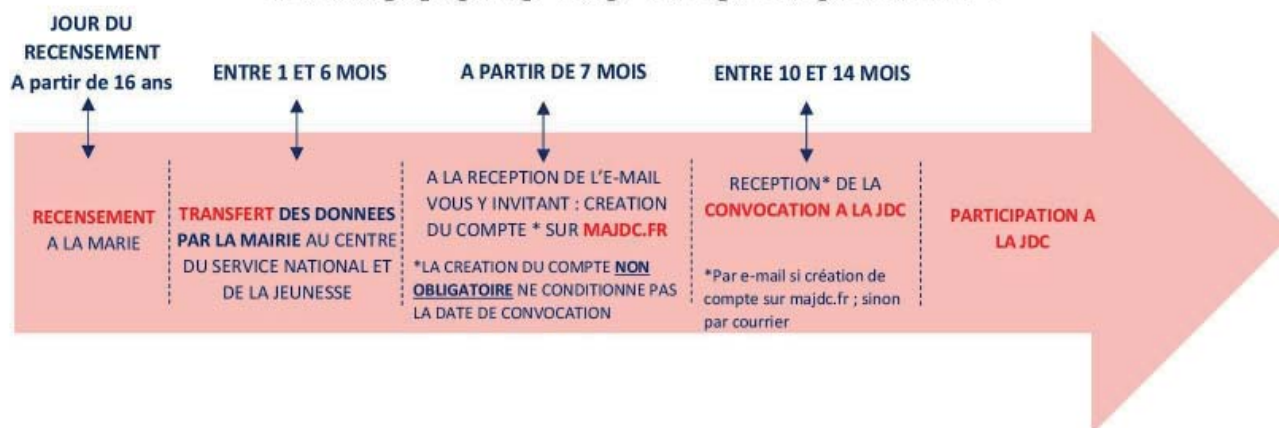 JOUR DU
RECENSEMENT
A partir de 16 ans
ENTRE 1 ET 6 MOIS
A PARTIR DE 7 MOIS
ENTRE 10 ET 14 MOIS
RECENSEMENT
A LA MARIE
TRANSFERT DES DONNEES
PAR LA MAIRIE AU CENTRE
DU SERVICE NATIONAL ET
DE LA JEUNESSE
A LA RECEPTION DE L'E-MAIL
VOUS Y INVITANT : CREATION
DU COMPTE * SUR MAJDC.FR
*LA CREATION DU COMPTE NON
OBLIGATOIRE NE CONDITIONNE PAS
LA DATE DE CONVOCATION
RECEPTION* DE LA
CONVOCATION A LA JDC
*Par e-mail si création de
compte sur majdc.fr ; sinon
par courrier
PARTICIPATION A
LA JDC